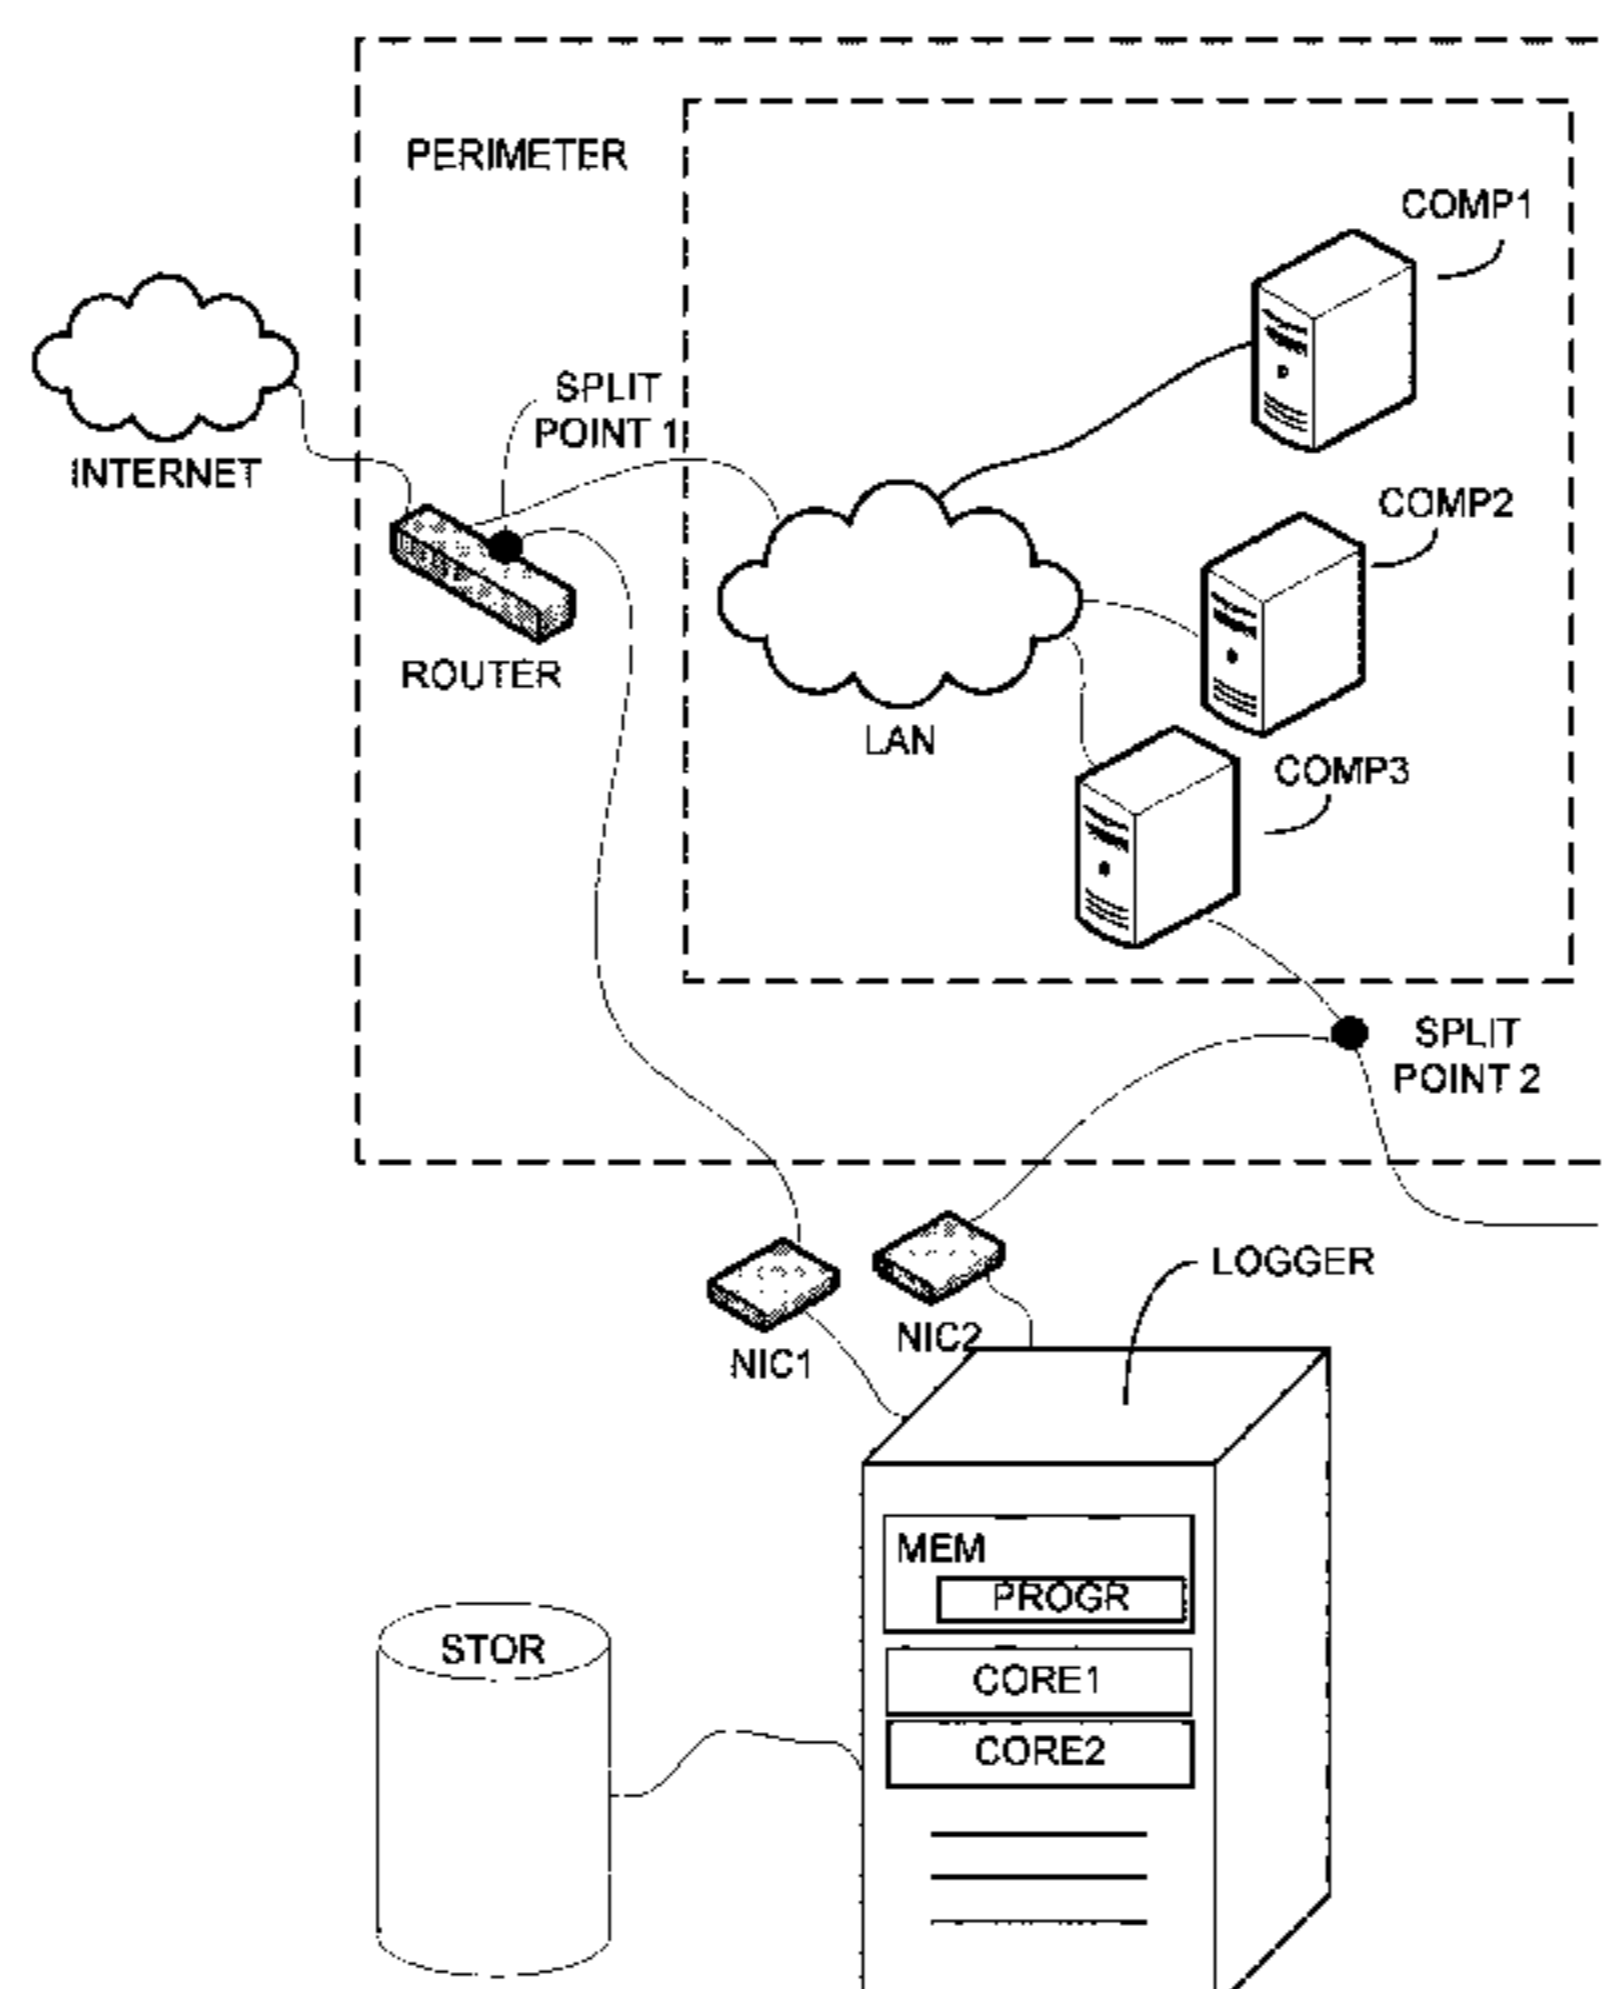 PERIMETER
COMP1
SPLIT
POINT 1
INTERNET
COMP2
ROUTER
LAN
COMP3
SPLIT
POINT 2
LOGGER
NIC2
NIC1
MEM
PROGR
STOR
CORE1
CORE2